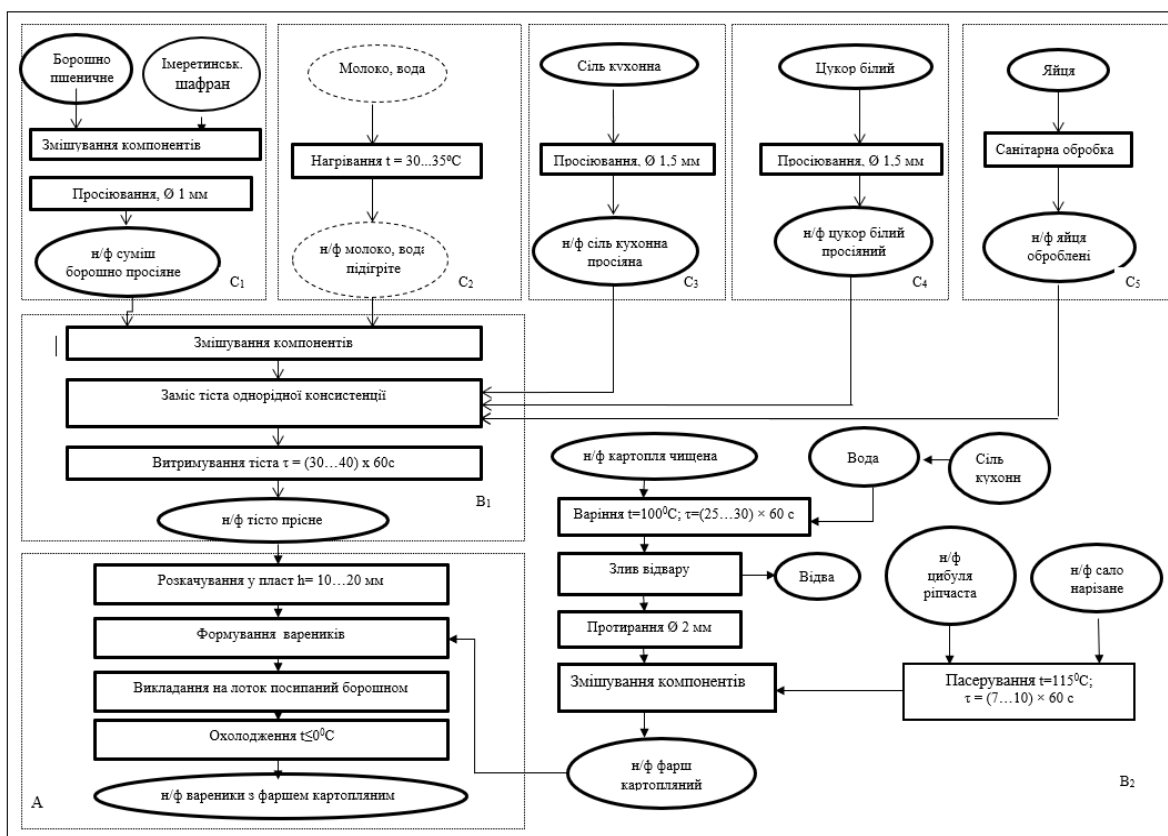 Борошно
пшеничне
Імеретинськ.
шафран
Змішування компонентів
Просіювання, Ø 1 мм
н/ф суміш
борошно просіяне
C1
Молоко, вода
Нагрівання t = 30...35⁰C
н/ф молоко, вода
підігріте
C2
Сіль кухонна
Просіювання, Ø 1,5 мм
н/ф сіль кухонна
просіяна
C3
Цукор білий
Просіювання, Ø 1,5 мм
н/ф цукор білий
просіяний
C4
Яйця
Санітарна обробка
н/ф яйця
оброблені
C5
Змішування компонентів
Заміс тіста однорідної консистенції
Витримування тіста τ = (30…40) х 60с
н/ф тісто прісне
B1
Розкачування у пласт h= 10…20 мм
Формування вареників
Викладання на лоток посипаний борошном
Охолодження t≤0⁰C
н/ф вареники з фаршем картопляним
A
н/ф картопля чищена
Вода
Сіль
кухонн
Варіння t=100⁰C; τ=(25…30) × 60 с
Злив відвару
Відва
Протирання Ø 2 мм
н/ф
цибуля
ріпчаста
н/ф сало
нарізане
Змішування компонентів
Пасерування t=115⁰C;
τ = (7…10) × 60 с
н/ф фарш
картопляний
B2